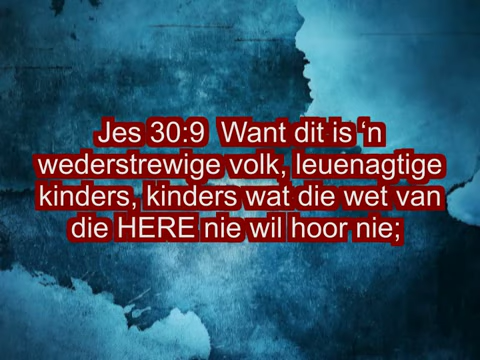 Jes 30:9  Want dit is ‘n
wederstrewige volk, leuenagtige
kinders, kinders wat die wet van
die HERE nie wil hoor nie;